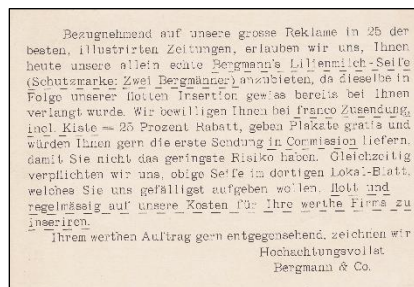 Bezugnehmend auf unsere grosse Reklame in 25 der
besten, illustrirten Zeitungen, erlauben wir uns, Ihnen
heute unsere allein echte Bergmann's Lilienmilch-Seife
(Schutzmarke: Zwei Bergmänner) anzubieten, da dieselbe in
Folge unserer flotten Insertion gewiss bereits bei Ihnen
verlangt wurde. Wir bewilligen Ihnen bei franco Zusendung,
incl. Kiste — 25 Prozent Rabatt, geben Plakate gratis und
würden Ihnen gern die erste Sendung in Commission liefern,
damit Sie nicht das geringste Risiko haben. Gleichzeitig
verpflichten wir uns, obige Seife im dortigen Lokal-Blatt,
welches Sie uns gefälligst aufgeben wollen, flott und
regelmässig auf unsere Kosten für Ihre werthe Firma zu
inseriren.
Ihrem werthen Auftrag gern entgegensehend, zeichnen wir
Hochachtungsvollst
Bergmann & Co.